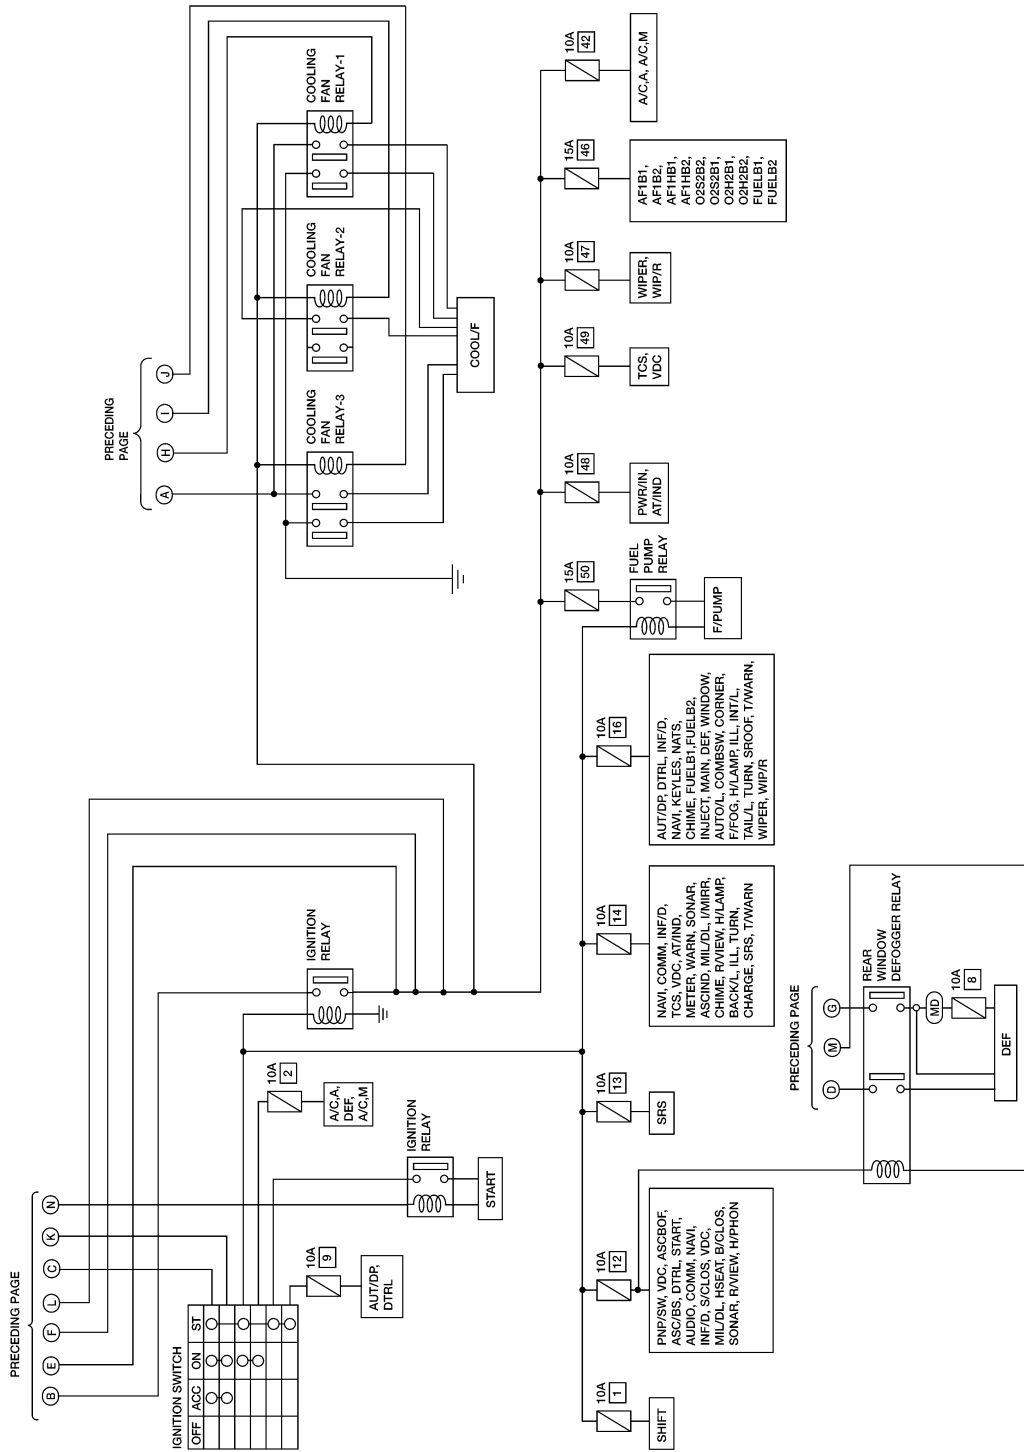 PRECEDING PAGE
B
E
F
L
C
K
N
IGNITION SWITCH
OFF
ACC
ON
ST
10A
9
AUT/DP,
DTRL
10A
2
A/C,A,
DEF,
A/C,M
IGNITION
RELAY
START
IGNITION
RELAY
PRECEDING
PAGE
A
H
I
J
COOLING
FAN
RELAY-3
COOLING
FAN
RELAY-2
COOLING
FAN
RELAY-1
COOL/F
15A
50
FUEL
PUMP
RELAY
F/PUMP
10A
48
PWR/IN,
AT/IND
10A
49
TCS,
VDC
10A
47
WIPER,
WIP/R
15A
46
AF1B1,
AF1B2,
AF1HB1,
AF1HB2,
O2S2B2,
O2S2B1,
O2H2B1,
O2H2B2,
FUELB1,
FUELB2
10A
42
A/C,A, A/C,M
10A
1
SHIFT
10A
12
PNP/SW, VDC, ASCBOF,
ASC/BS, DTRL, START,
AUDIO, COMM, NAVI,
INF/D, S/CLOS, VDC,
MIL/DL, HSEAT, B/CLOS,
SONAR, R/VIEW, H/PHON
10A
13
SRS
10A
14
NAVI, COMM, INF/D,
TCS, VDC, AT/IND,
METER, WARN, SONAR,
ASCIND, MIL/DL, I/MIRR,
CHIME, R/VIEW, H/LAMP,
BACK/L, ILL, TURN,
CHARGE, SRS, T/WARN
10A
16
AUT/DP, DTRL, INF/D,
NAVI, KEYLES, NATS,
CHIME, FUELB1,FUELB2,
INJECT, MAIN, DEF, WINDOW,
AUTO/L, COMBSW, CORNER,
F/FOG, H/LAMP, ILL, INT/L,
TAIL/L, TURN, SROOF, T/WARN,
WIPER, WIP/R
PRECEDING PAGE
D
M
G
REAR
WINDOW
DEFOGGER RELAY
MD
10A
8
DEF